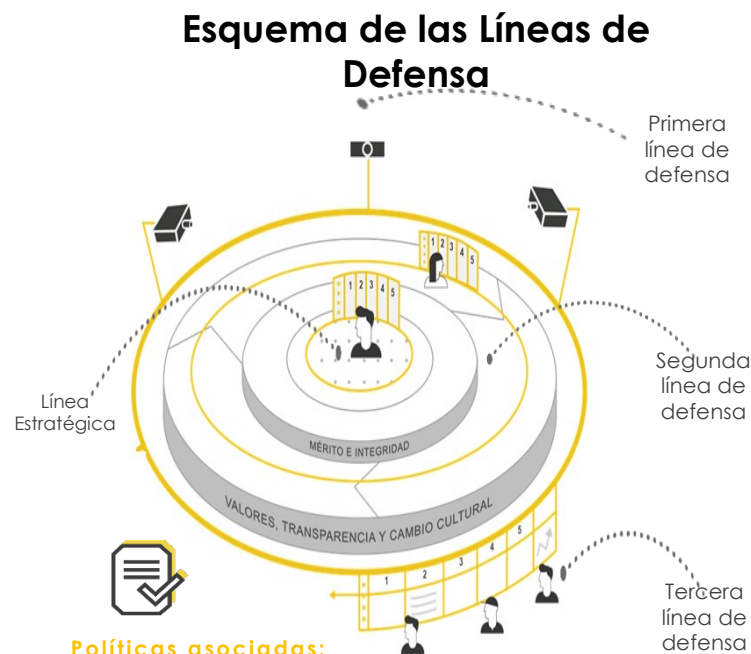 Esquema de las Líneas de
Defensa
Primera
línea de
defensa
1 2 3 4 5
1 2 3 4 5
Segunda
línea de
defensa
Línea
Estratégica
MÉRITO E INTEGRIDAD
VALORES, TRANSPARENCIA Y CAMBIO CULTURAL
1 2 3 4 5
Tercera
línea de
defensa
Políticas asociadas: